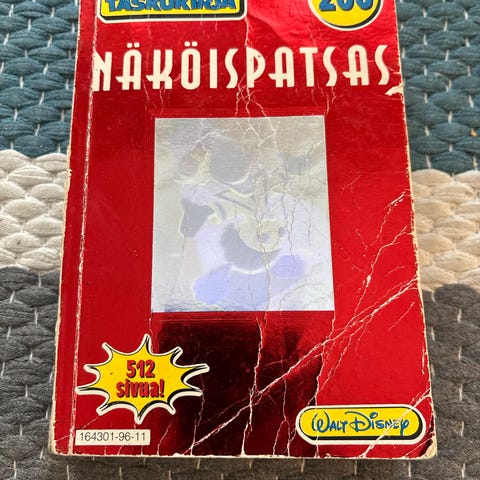 TASKUKIRJA
200
NÄKÖISPATSAS
512
sivua!
164301-96-11
WALT DISNEY